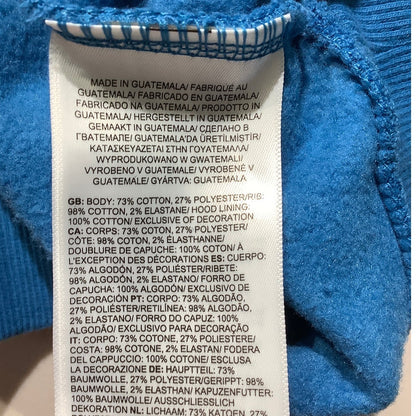 MADE IN GUATEMALA/ FABRIQUÉ AU
GUATEMALA/ FABRICADO EN GUATEMALA/
FABRICADO NA GUATEMALA/ PRODOTTO IN
GUATEMALA/ HERGESTELLT IN GUATEMALA/
GEMAAKT IN GUATEMALA/ СДЕЛАНО В
ГВАТЕМАЛЕ/ GUATEMALA'DA ÜRETİLMİŞTİR/
ΚΑΤΑΣΚΕΥΑΖΕΤΑΙ ΣΤΗΝ ΓΟΥΑΤΕΜΑΛΑ/
WYPRODUKOWANO W GWATEMALI/
VYROBENO V GUATEMALE/ VYROBENÉ V
GUATEMALE/ GYÁRTVA: GUATEMALA
GB: BODY: 73% COTTON, 27% POLYESTER/RIB:
98% COTTON, 2% ELASTANE/ HOOD LINING:
100% COTTON/ EXCLUSIVE OF DECORATION
CA: CORPS: 73% COTON, 27% POLYESTER/
CÔTE: 98% COTON, 2% ÉLASTHANNE/
DOUBLURE DE CAPUCHE: 100% COTON/ À
L'EXCEPTION DES DÉCORATIONS ES: CUERPO:
73% ALGODÓN, 27% POLIÉSTER/RIBETE:
98% ALGODÓN, 2% ELASTANO/ FORRO DE
CAPUCHA: 100% ALGODÓN/ EXCLUSIVO DE
DECORACIÓN PT: CORPO: 73% ALGODÃO,
27% POLIÉSTER/RETILÍNEA: 98% ALGODÃO,
2% ELASTANO/ FORRO DO CAPUZ: 100%
ALGODÃO/ EXCLUSIVO PARA DECORAÇÃO
IT: CORPO: 73% COTONE, 27% POLIESTERE/
COSTA: 98% COTONE, 2% ELASTAN/ FODERA
DEL CAPPUCCIO: 100% COTONE/ ESCLUSA
LA DECORAZIONE DE: HAUPTTEIL: 73%
BAUMWOLLE, 27% POLYESTER/GERIPPT: 98%
BAUMWOLLE, 2% ELASTAN/ KAPUZENFUTTER:
100% BAUMWOLLE/ AUSGENOMMEN
DEKORATIONEN NL: LICHAAM: 73% KATOEN, 27%